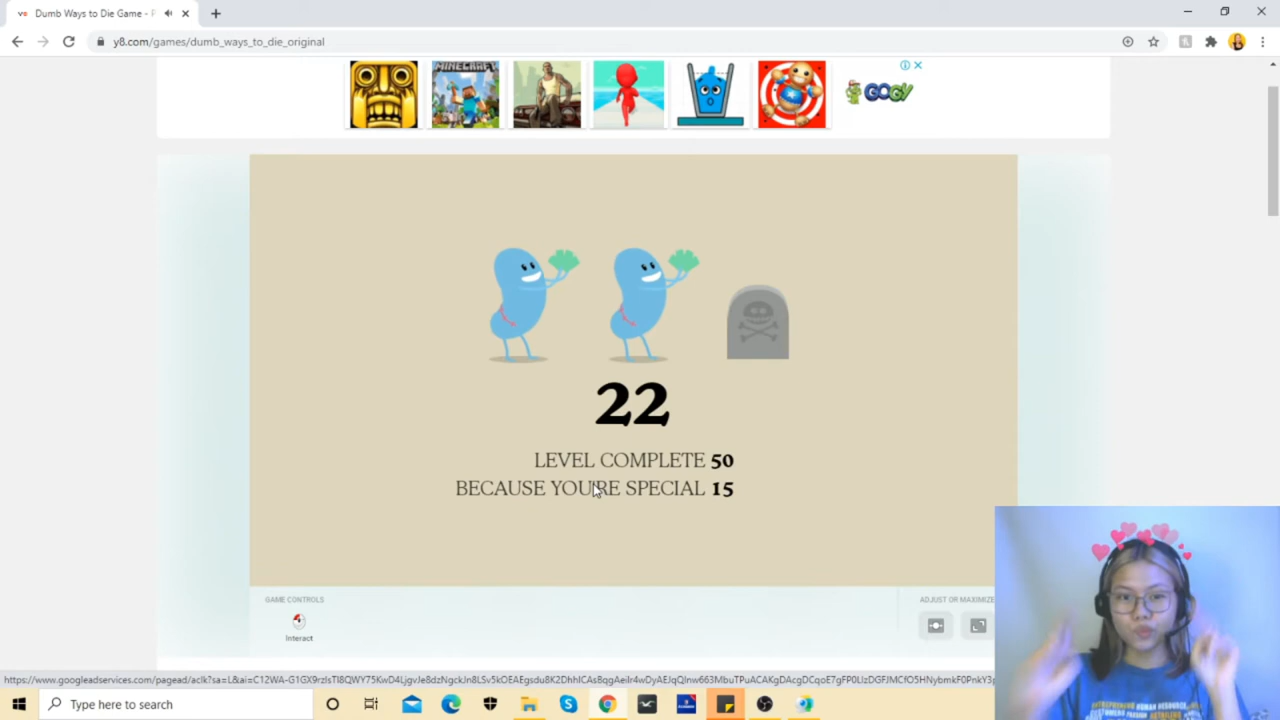 Dumb Ways to Die Game - P
y8.com/games/dumb_ways_to_die_original
MINECRAFT
GOGY
22
LEVEL COMPLETE 50
BECAUSE YOU'RE SPECIAL 15
GAME CONTROLS
Interact
ADJUST OR MAXIMIZE
Type here to search